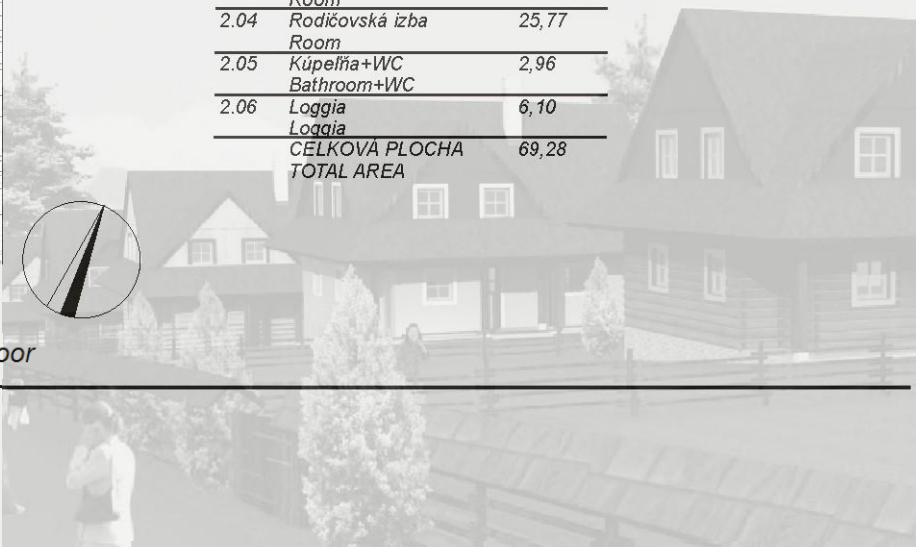 Room
2.04 Rodičovská izba 25,77
Room
2.05 Kúpeľňa+WC 2,96
Bathroom+WC
2.06 Loggia 6,10
Loggia
CELKOVÁ PLOCHA 69,28
TOTAL AREA
oor